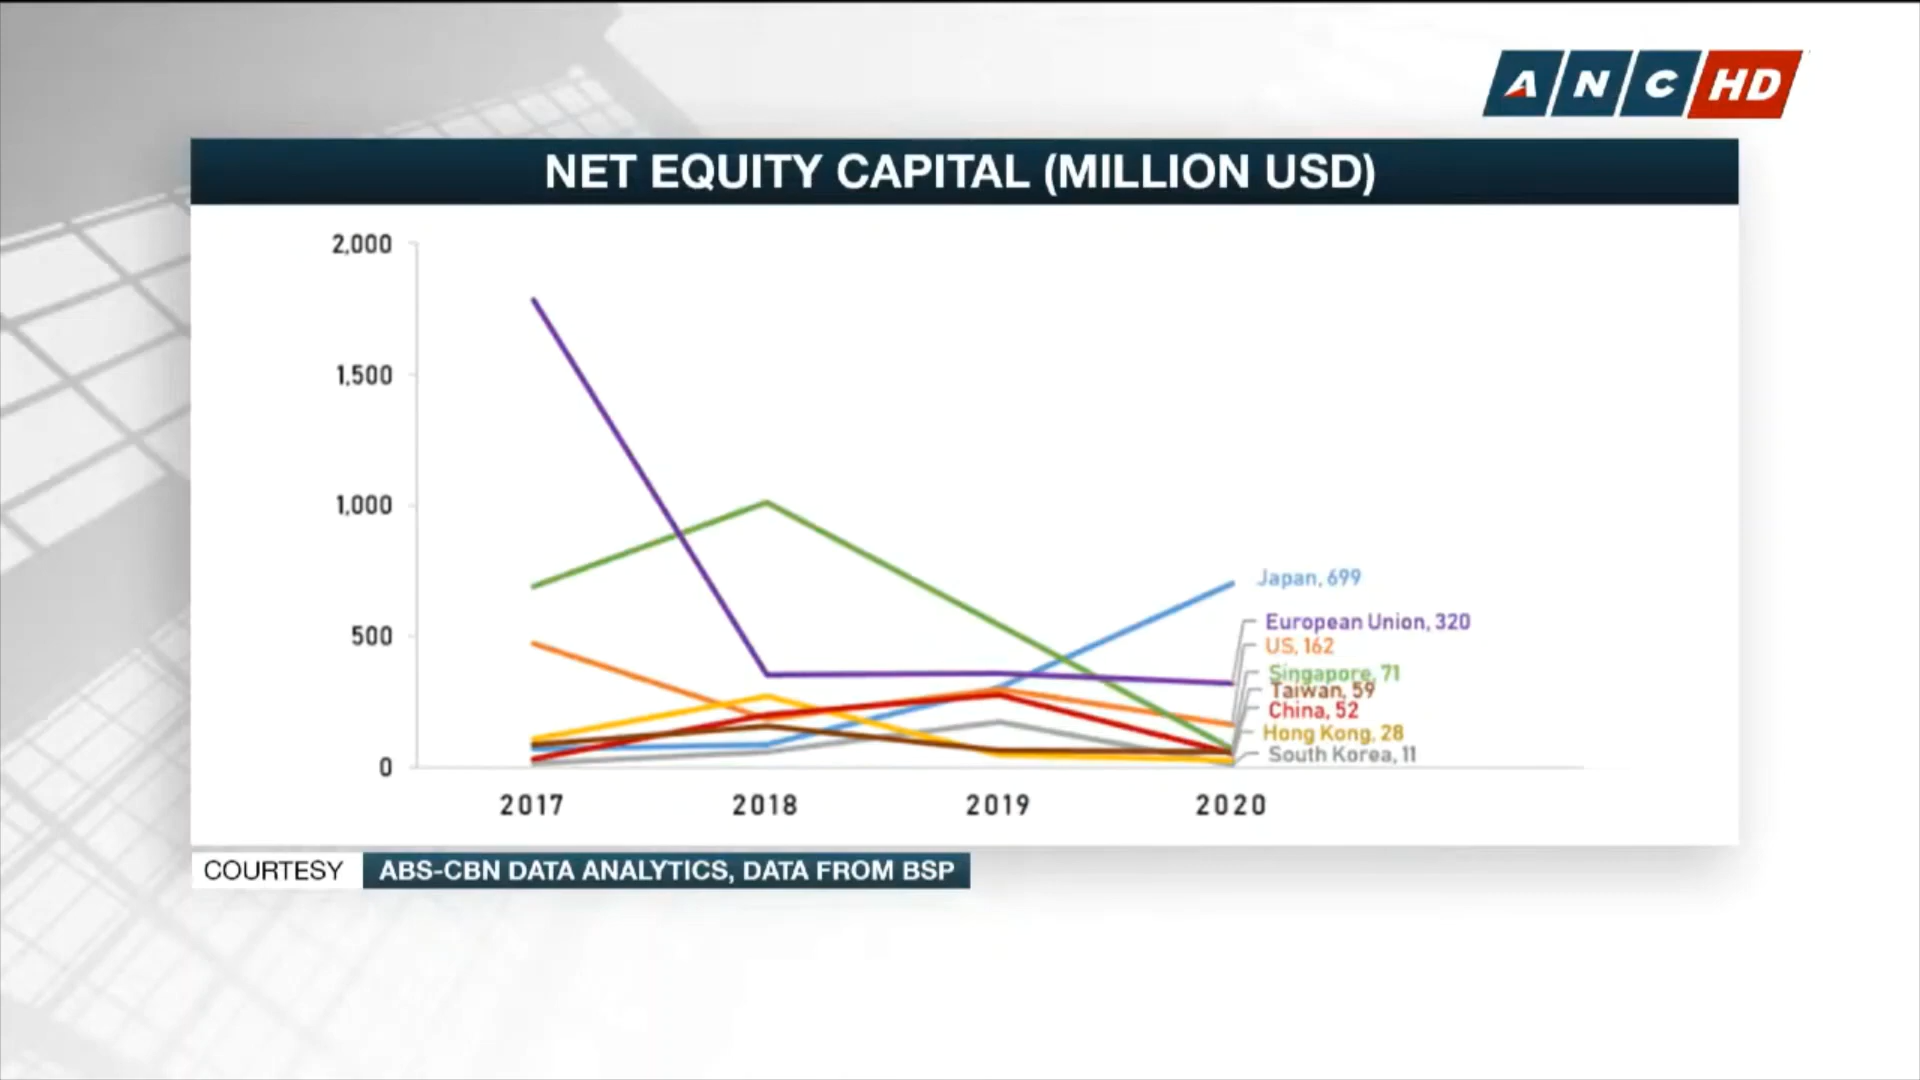 ANC HD
NET EQUITY CAPITAL (MILLION USD)
2,000
1,500
1,000
500
0
Japan, 699
European Union, 320
US, 162
Singapore, 71
Taiwan, 59
China, 52
Hong Kong, 28
South Korea, 11
2017 2018 2019 2020
COURTESY ABS-CBN DATA ANALYTICS, DATA FROM BSP